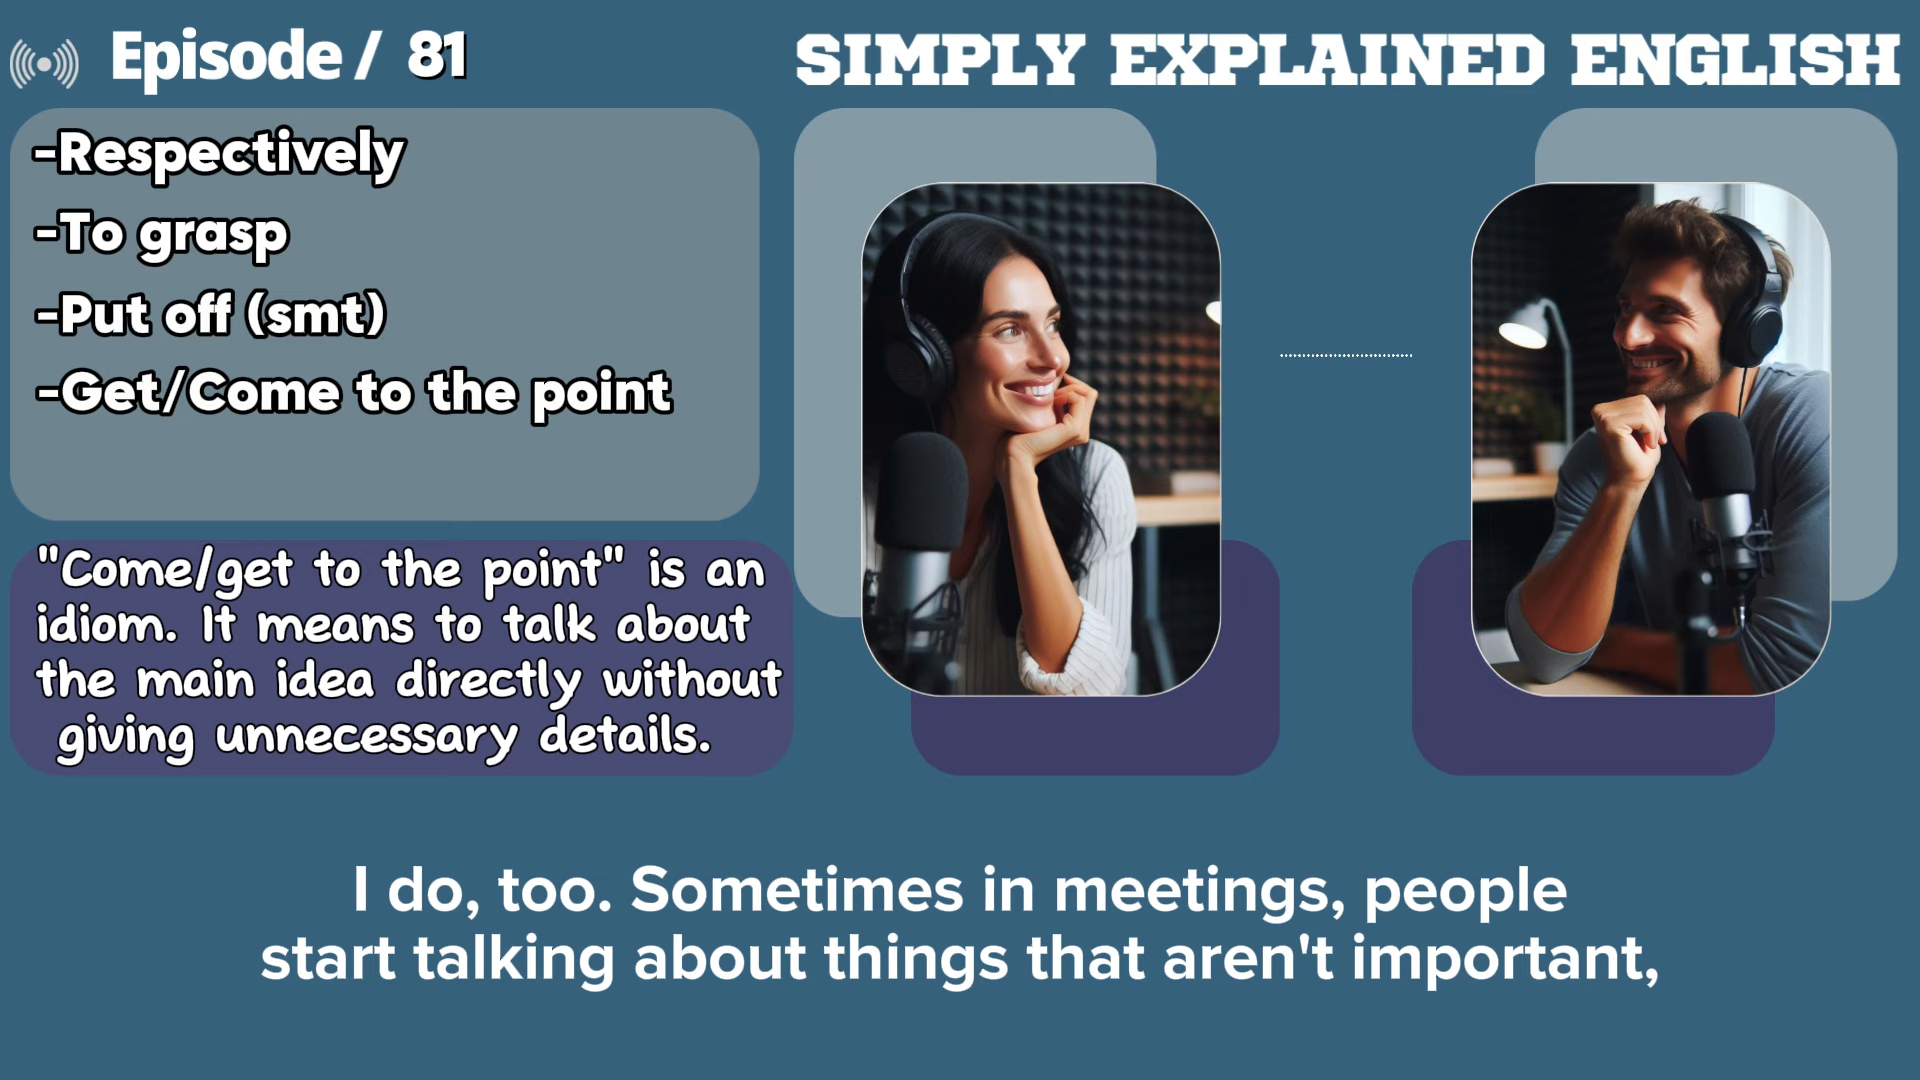 Episode / 81
SIMPLY EXPLAINED ENGLISH
-Respectively
-To grasp
-Put off (smt)
-Get/Come to the point
"Come/get to the point" is an
idiom. It means to talk about
the main idea directly without
giving unnecessary details.
I do, too. Sometimes in meetings, people
start talking about things that aren't important,